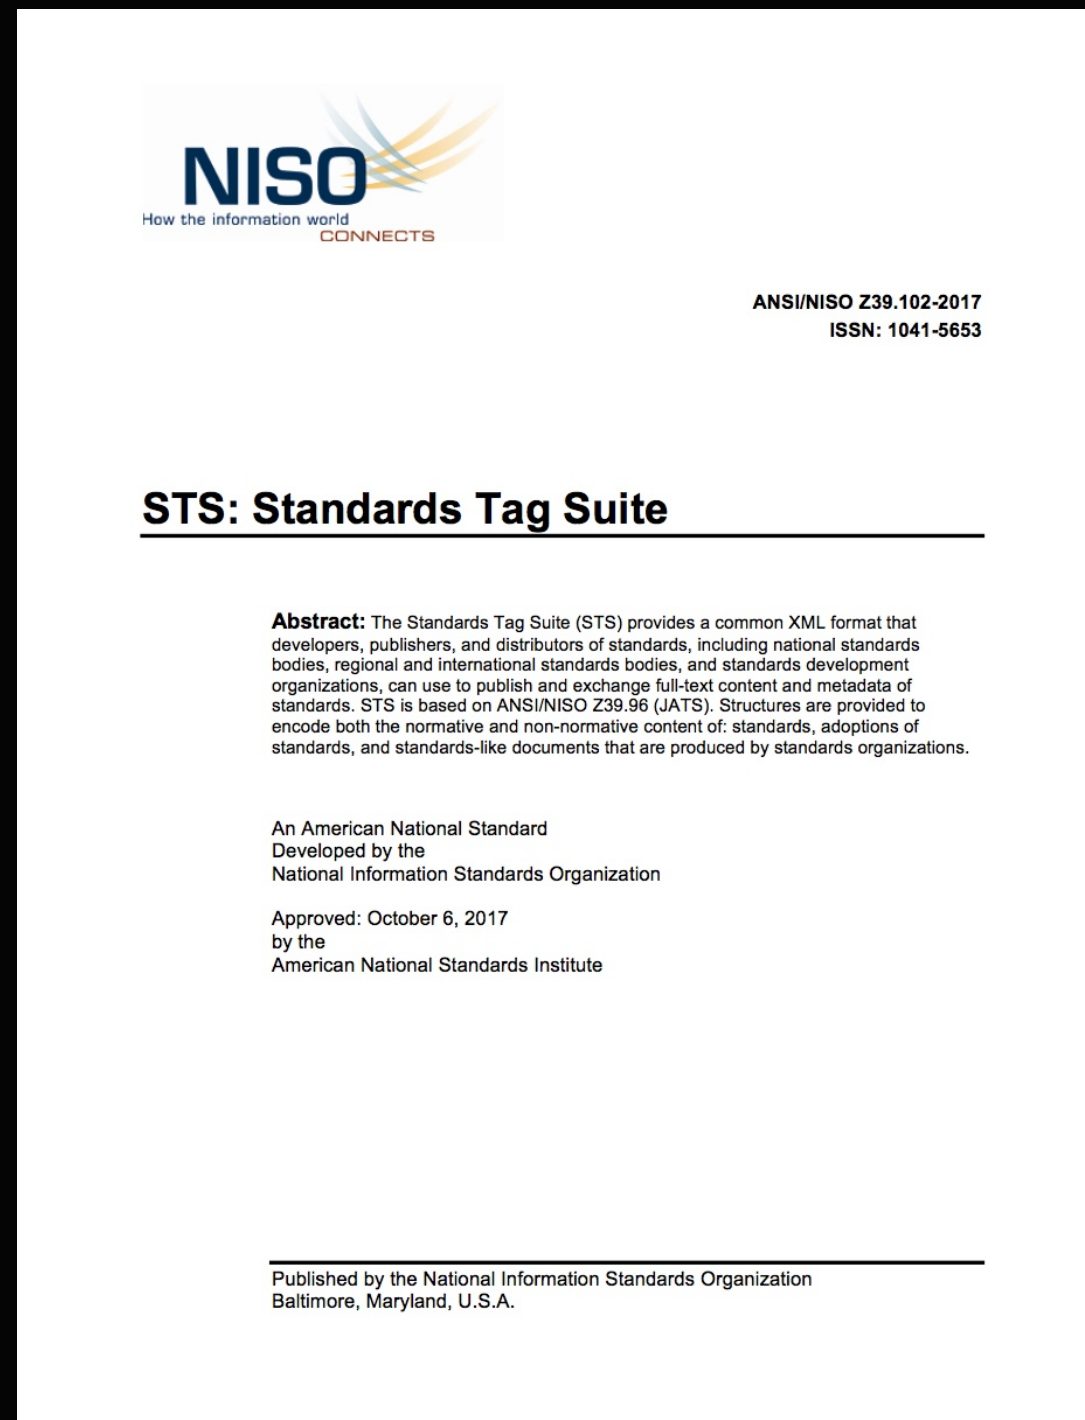 NISO
How the information world
CONNECTS
ANSI/NISO Z39.102-2017
ISSN: 1041-5653
STS: Standards Tag Suite
Abstract: The Standards Tag Suite (STS) provides a common XML format that
developers, publishers, and distributors of standards, including national standards
bodies, regional and international standards bodies, and standards development
organizations, can use to publish and exchange full-text content and metadata of
standards. STS is based on ANSI/NISO Z39.96 (JATS). Structures are provided to
encode both the normative and non-normative content of: standards, adoptions of
standards, and standards-like documents that are produced by standards organizations.
An American National Standard
Developed by the
National Information Standards Organization
Approved: October 6, 2017
by the
American National Standards Institute
Published by the National Information Standards Organization
Baltimore, Maryland, U.S.A.